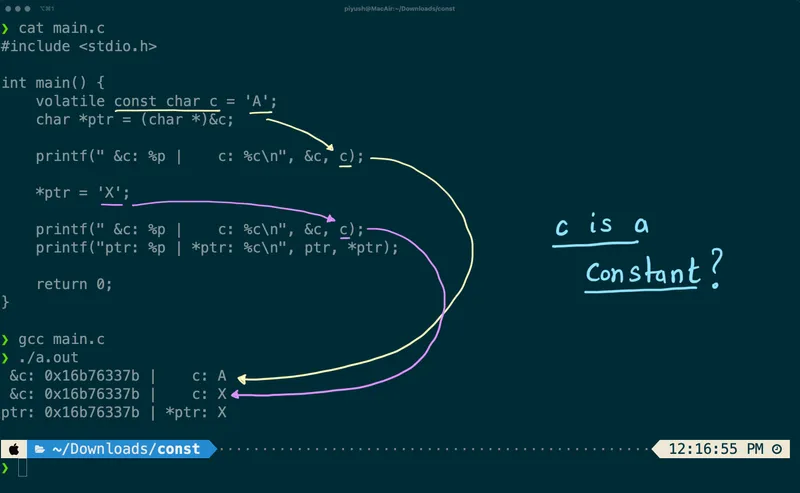 ⌥⌘1
piyush@MacAir:~/Downloads/const
❯ cat main.c
#include <stdio.h>
int main() {
    volatile const char c = 'A';
    char *ptr = (char *)&c;
    printf(" &c: %p |    c: %c\n", &c, c);
    *ptr = 'X';
    printf(" &c: %p |    c: %c\n", &c, c);
    printf("ptr: %p | *ptr: %c\n", ptr, *ptr);
    return 0;
}
c is a
constant?
❯ gcc main.c
❯ ./a.out
 &c: 0x16b76337b |    c: A
 &c: 0x16b76337b |    c: X
ptr: 0x16b76337b | *ptr: X
~/Downloads/const 12:16:55 PM
❯